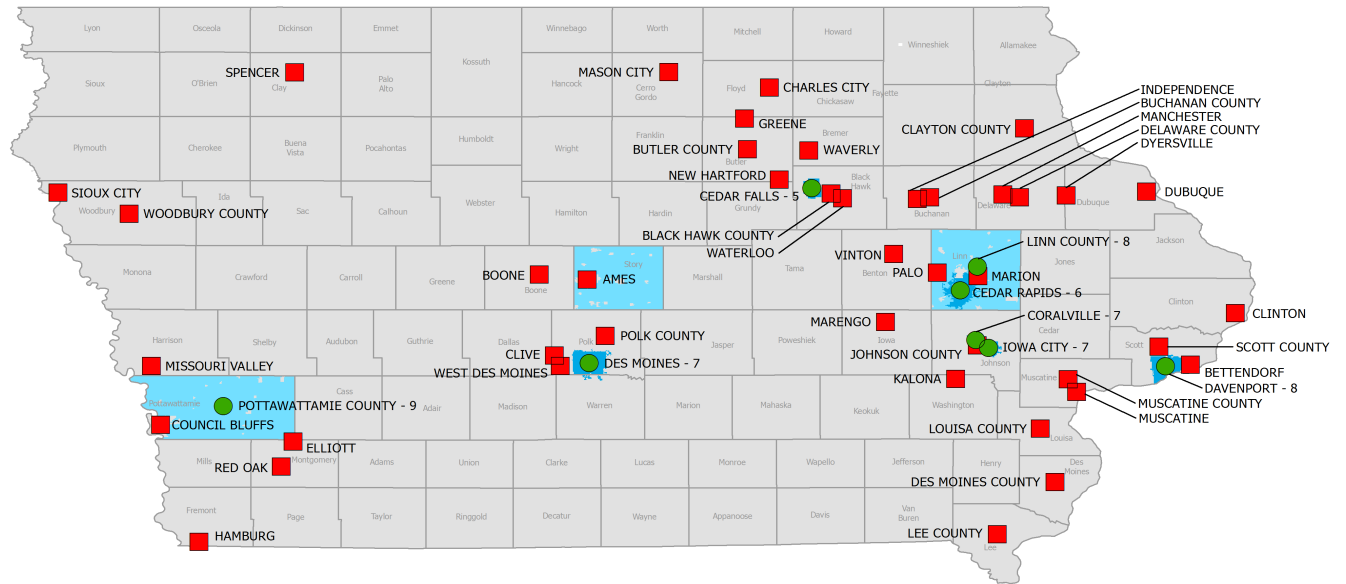 Lyon
Osceola
Dickinson
Emmet
Winnebago
Worth
Mitchell
Howard
Winneshiek
Allamakee
Kossuth
SPENCER
MASON CITY
Sioux
O'Brien
Clay
Palo
Alto
Hancock
Cerro
Gordo
Floyd
CHARLES CITY
Chickasaw
Fayette
Clayton
INDEPENDENCE
BUCHANAN COUNTY
MANCHESTER
DELAWARE COUNTY
DYERSVILLE
GREENE
CLAYTON COUNTY
Plymouth
Cherokee
Buena
Vista
Pocahontas
Humboldt
Wright
Franklin
BUTLER COUNTY
Butler
Bremer
WAVERLY
NEW HARTFORD
Black
Hawk
SIOUX CITY
Woodbury
WOODBURY COUNTY
Ida
Sac
Calhoun
Webster
Hamilton
Hardin
Grundy
CEDAR FALLS - 5
Buchanan
Delaware
Dubuque
DUBUQUE
BLACK HAWK COUNTY
WATERLOO
Monona
Crawford
Carroll
Greene
BOONE
Boone
Story
AMES
Marshall
Tama
VINTON
Benton
PALO
Linn
LINN COUNTY - 8
MARION
CEDAR RAPIDS - 6
Jones
Jackson
Clinton
CLINTON
Harrison
Shelby
Audubon
Guthrie
Dallas
Polk
POLK COUNTY
Jasper
Poweshiek
MARENGO
Iowa
CORALVILLE - 7
Cedar
JOHNSON COUNTY
IOWA CITY - 7
Johnson
Scott
SCOTT COUNTY
MISSOURI VALLEY
CLIVE
WEST DES MOINES
DES MOINES - 7
KALONA
BETTENDORF
DAVENPORT - 8
Muscatine
MUSCATINE COUNTY
MUSCATINE
Pottawattamie
POTTAWATTAMIE COUNTY - 9
COUNCIL BLUFFS
Cass
Adair
Madison
Warren
Marion
Mahaska
Keokuk
Washington
LOUISA COUNTY
Louisa
ELLIOTT
RED OAK
Mills
Montgomery
Adams
Union
Clarke
Lucas
Monroe
Wapello
Jefferson
Henry
Des
Moines
DES MOINES COUNTY
Fremont
HAMBURG
Page
Taylor
Ringgold
Decatur
Wayne
Appanoose
Davis
Van
Buren
LEE COUNTY
Lee